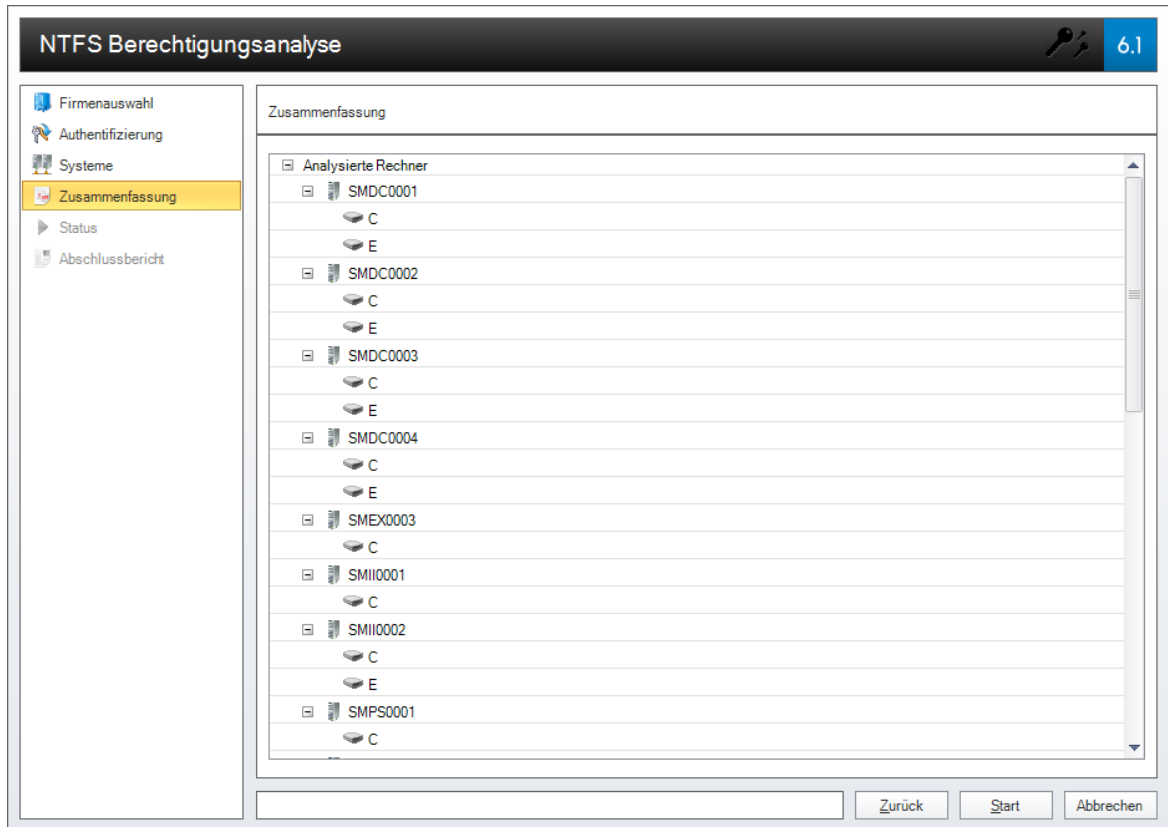 NTFS Berechtigungsanalyse
6.1
Firmenauswahl
Authentifizierung
Systeme
Zusammenfassung
Status
Abschlussbericht
Zusammenfassung
Analysierte Rechner
SMDC0001
C
E
SMDC0002
C
E
SMDC0003
C
E
SMDC0004
C
E
SMEX0003
C
SMII0001
C
SMII0002
C
E
SMPS0001
C
Zurück Start Abbrechen